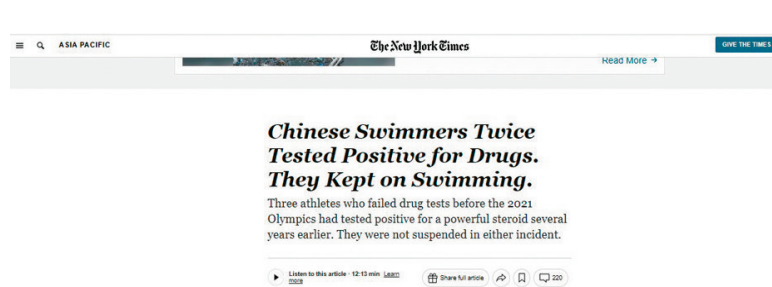 ASIA PACIFIC
The New York Times
GIVE THE TIMES
Read More →
Chinese Swimmers Twice
Tested Positive for Drugs.
They Kept on Swimming.
Three athletes who failed drug tests before the 2021
Olympics had tested positive for a powerful steroid several
years earlier. They were not suspended in either incident.
Listen to this article · 12:13 min Learn
more
Share full article
220